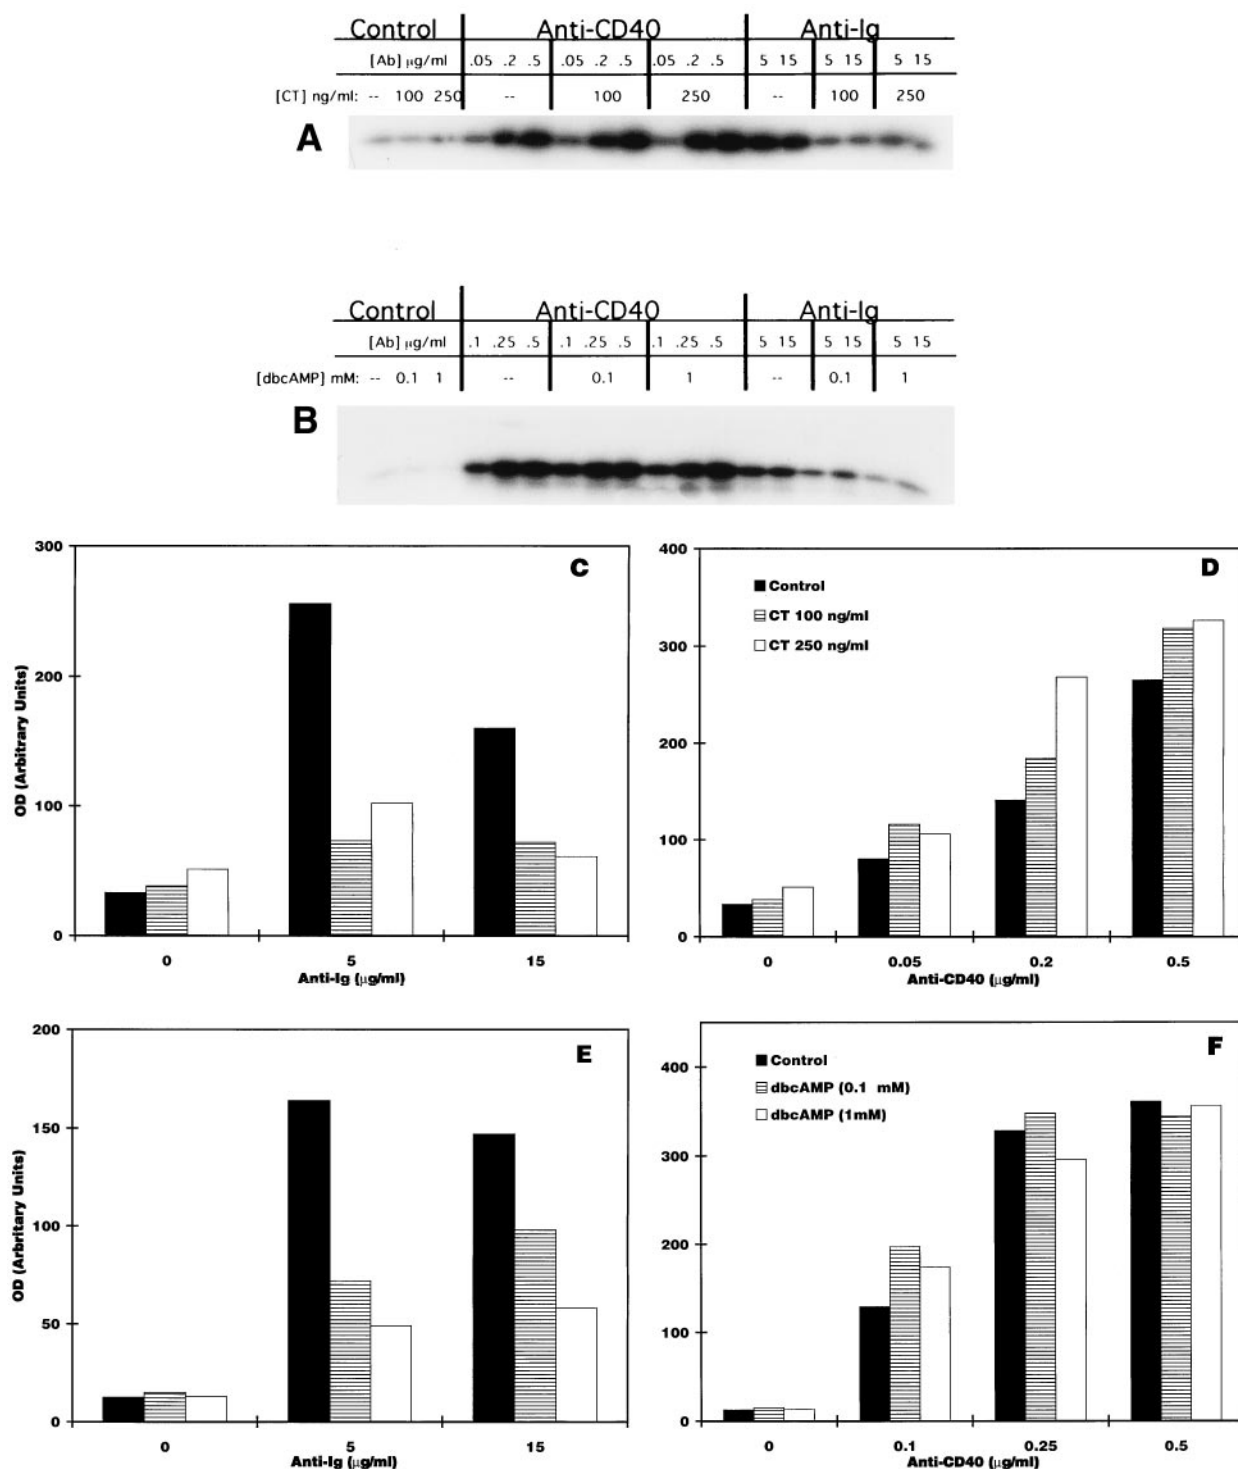 Control Anti-CD40 Anti-Ig
[Ab] µg/ml .05 .2 .5 .05 .2 .5 .05 .2 .5 5 15 5 15 5 15
[CT] ng/ml: -- 100 250 -- 100 250 -- 100 250
A
Control Anti-CD40 Anti-Ig
[Ab] µg/ml .1 .25 .5 .1 .25 .5 .1 .25 .5 5 15 5 15 5 15
[dbcAMP] mM: -- 0.1 1 -- 0.1 1 -- 0.1 1
B
C
300
200
100
0
OD (Arbitrary Units)
0 5 15
Anti-Ig (µg/ml)
D
Control
CT 100 ng/ml
CT 250 ng/ml
400
300
200
100
0
0 0.05 0.2 0.5
Anti-CD40 (µg/ml)
E
200
150
100
50
0
OD (Arbritary Units)
0 5 15
Anti-Ig (µg/ml)
F
Control
dbcAMP (0.1 mM)
dbcAMP (1mM)
400
300
200
100
0
0 0.1 0.25 0.5
Anti-CD40 (µg/ml)